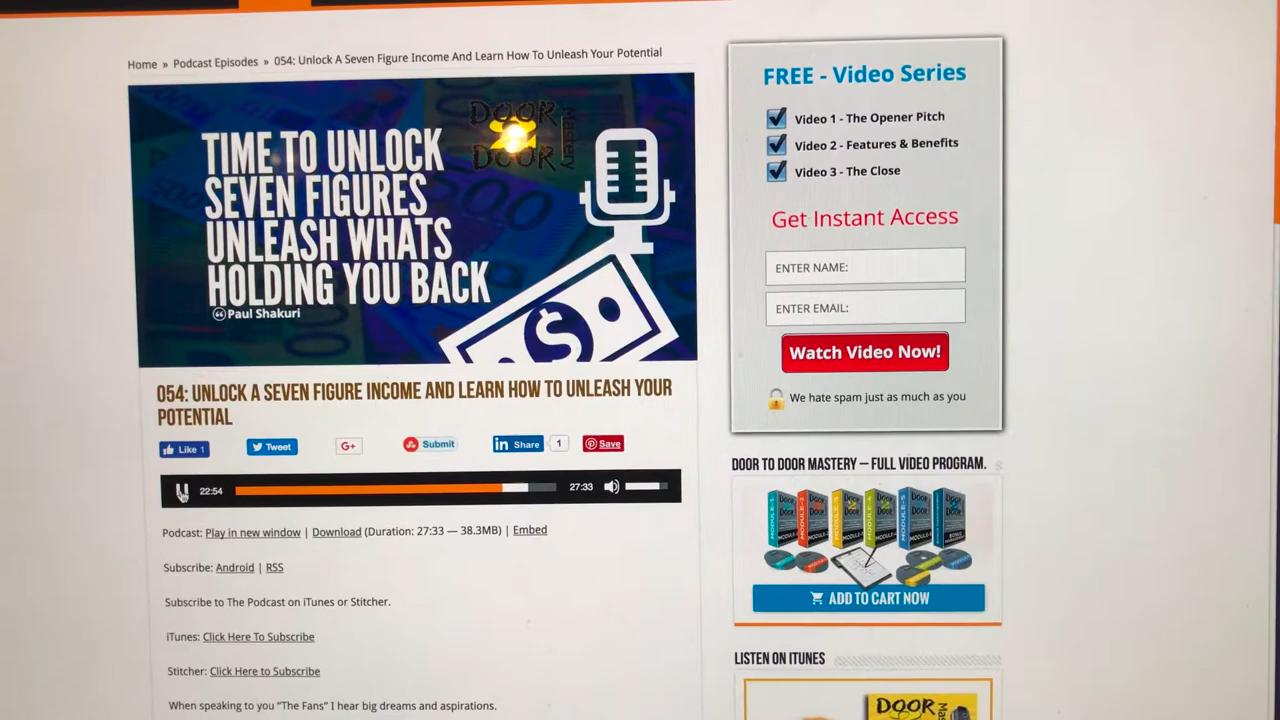 Home » Podcast Episodes » 054: Unlock A Seven Figure Income And Learn How To Unleash Your Potential
DOOR
2
DOOR
Mastery
TIME TO UNLOCK
SEVEN FIGURES
UNLEASH WHATS
HOLDING YOU BACK
Paul Shakuri
054: UNLOCK A SEVEN FIGURE INCOME AND LEARN HOW TO UNLEASH YOUR
POTENTIAL
Like 1
Tweet
G+
Submit
in Share 1
Save
22:54
27:33
Podcast: Play in new window | Download (Duration: 27:33 — 38.3MB) | Embed
Subscribe: Android | RSS
Subscribe to The Podcast on iTunes or Stitcher.
iTunes: Click Here To Subscribe
Stitcher: Click Here to Subscribe
When speaking to you “The Fans” I hear big dreams and aspirations.
FREE - Video Series
Video 1 - The Opener Pitch
Video 2 - Features & Benefits
Video 3 - The Close
Get Instant Access
ENTER NAME:
ENTER EMAIL:
Watch Video Now!
We hate spam just as much as you
DOOR TO DOOR MASTERY – FULL VIDEO PROGRAM.
ADD TO CART NOW
LISTEN ON ITUNES
DOOR